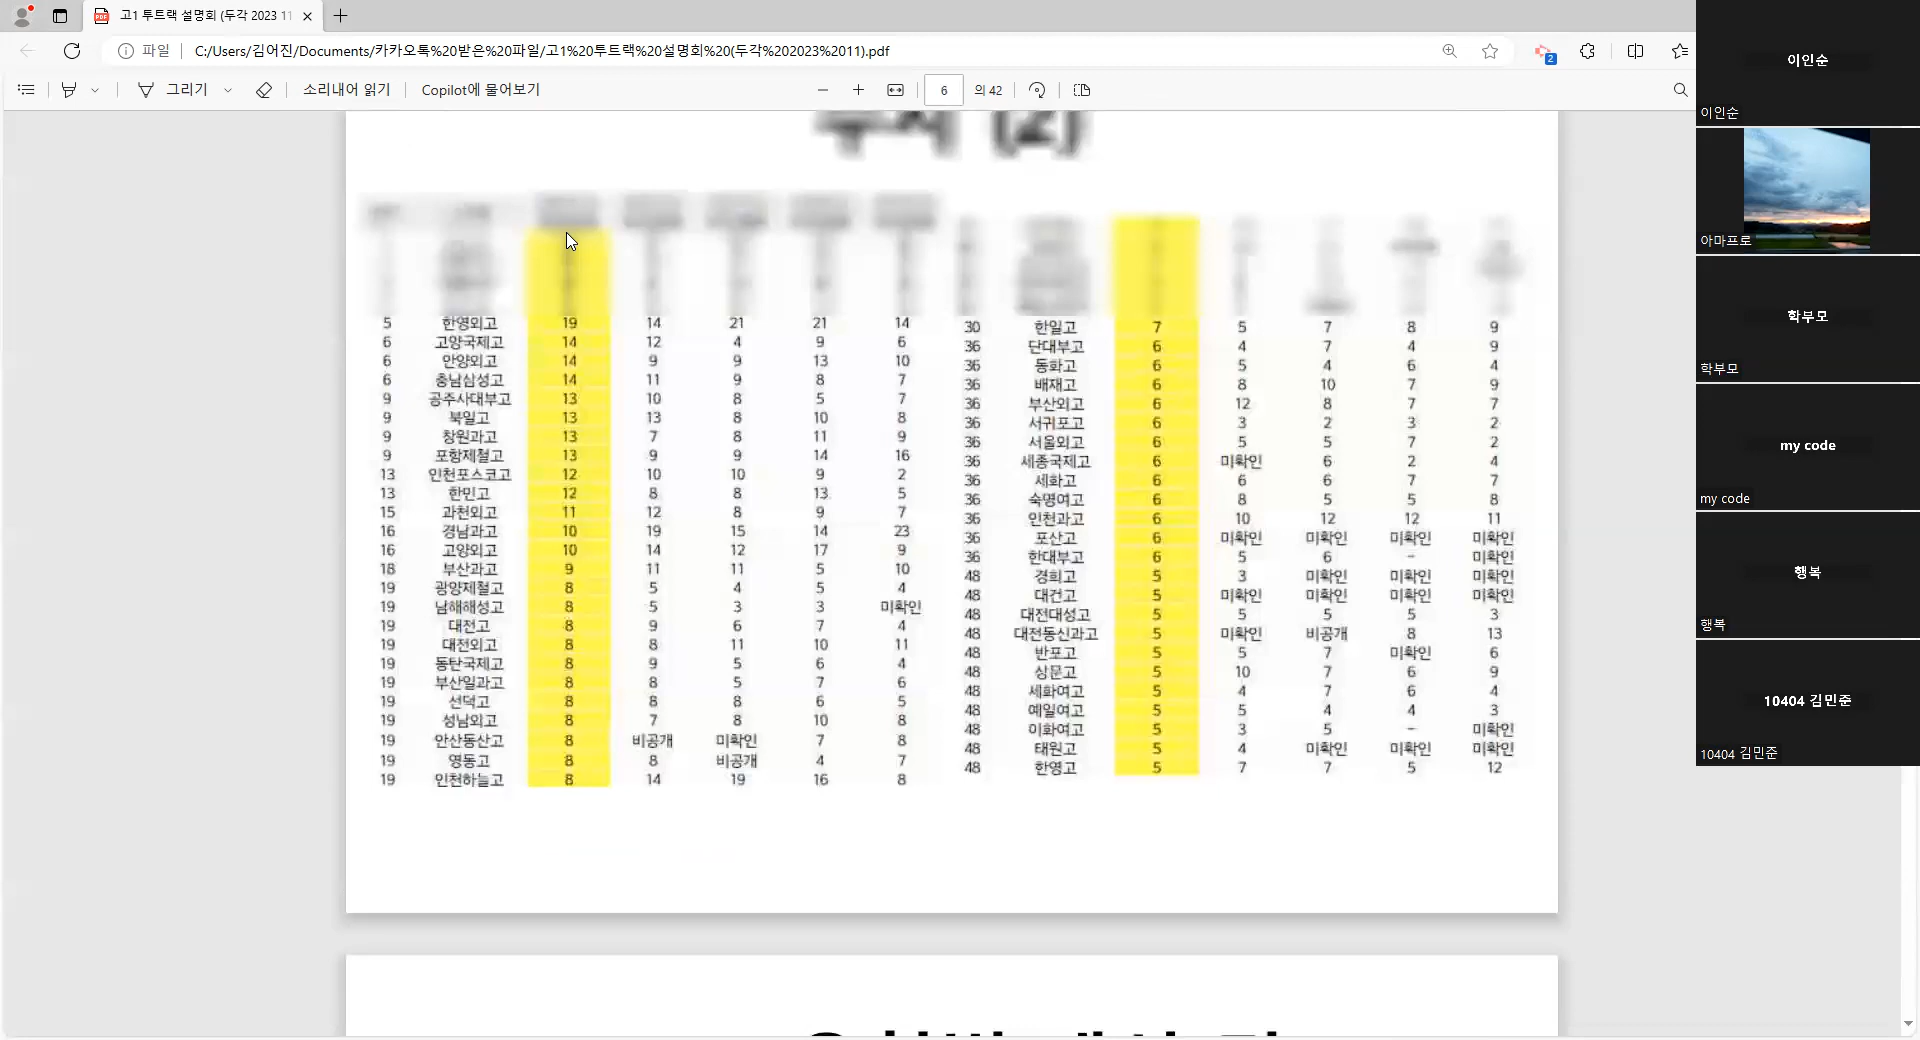 고1 투트랙 설명회 (두각 2023 11
파일 C:/Users/김어진/Documents/카카오톡%20받은%20파일/고1%20투트랙%20설명회%20(두각%202023%2011).pdf
2
그리기 소리내어 읽기 Copilot에 물어보기 6 의 42
(2)
5 한영외고 19 14 21 21 14
6 고양국제고 14 12 4 9 6
6 안양외고 14 9 9 13 10
6 충남삼성고 14 11 9 8 7
9 공주사대부고 13 10 8 5 7
9 북일고 13 13 8 10 8
9 창원과고 13 7 8 11 9
9 포항제철고 13 9 9 14 16
13 인천포스코고 12 10 10 9 2
13 한민고 12 8 8 13 5
15 과천외고 11 12 8 9 7
16 경남과고 10 19 15 14 23
16 고양외고 10 14 12 17 9
18 부산과고 9 11 11 5 10
19 광양제철고 8 5 4 5 4
19 남해해성고 8 5 3 3 미확인
19 대전고 8 9 6 7 4
19 대전외고 8 8 11 10 11
19 동탄국제고 8 9 5 6 4
19 부산일과고 8 8 5 7 6
19 선덕고 8 8 8 6 5
19 성남외고 8 7 8 10 8
19 안산동산고 8 비공개 미확인 7 8
19 영동고 8 8 비공개 4 7
19 인천하늘고 8 14 19 16 8
30 한일고 7 5 7 8 9
36 단대부고 6 4 7 4 9
36 동화고 6 5 4 6 4
36 배재고 6 8 10 7 9
36 부산외고 6 12 8 7 7
36 서귀포고 6 3 2 3 2
36 서울외고 6 5 5 7 2
36 세종국제고 6 미확인 6 2 4
36 세화고 6 6 6 7 7
36 숙명여고 6 8 5 5 8
36 인천과고 6 10 12 12 11
36 포산고 6 미확인 미확인 미확인 미확인
36 한대부고 6 5 6 - 미확인
48 경희고 5 3 미확인 미확인 미확인
48 대건고 5 미확인 미확인 미확인 미확인
48 대전대성고 5 5 5 5 3
48 대전동신과고 5 미확인 비공개 8 13
48 반포고 5 5 7 미확인 6
48 상문고 5 10 7 6 9
48 세화여고 5 4 7 6 4
48 예일여고 5 5 4 4 3
48 이화여고 5 3 5 - 미확인
48 태원고 5 4 미확인 미확인 미확인
48 한영고 5 7 7 5 12
이인순
이인순
아마프로
학부모
학부모
my code
my code
행복
행복
10404 김민준
10404 김민준